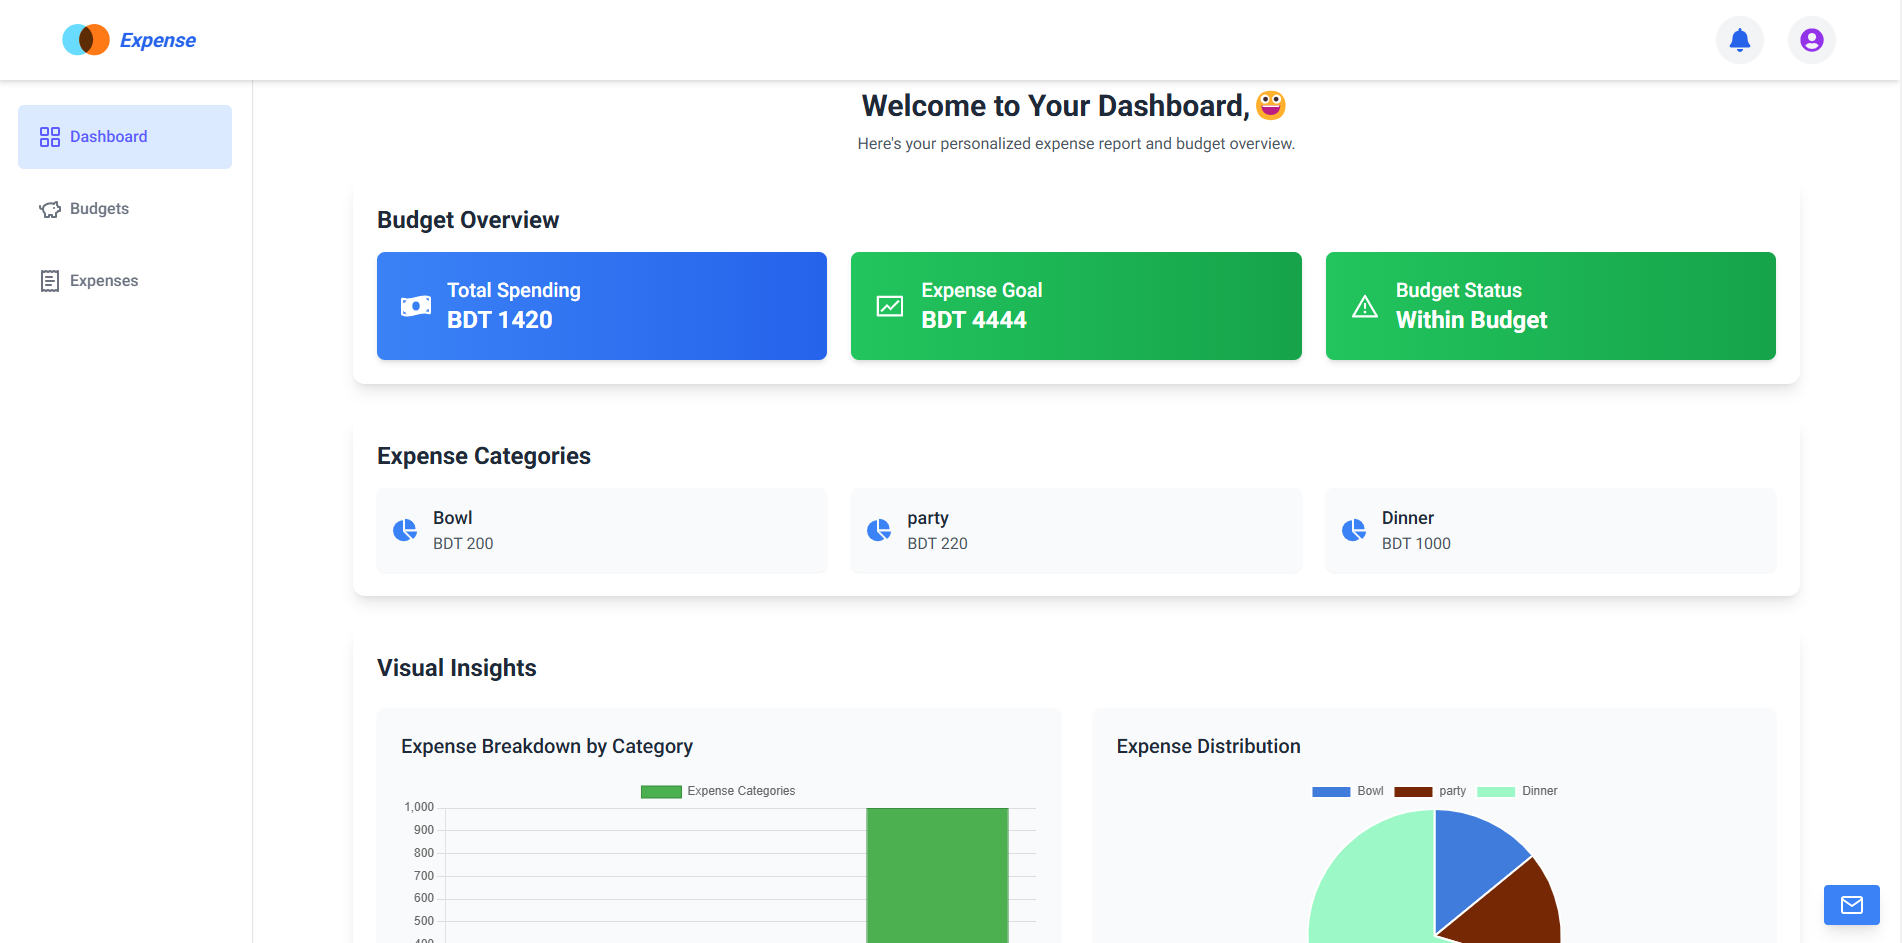 Expense
Dashboard
Budgets
Expenses
Welcome to Your Dashboard,
Here's your personalized expense report and budget overview.
Budget Overview
Total Spending
BDT 1420
Expense Goal
BDT 4444
Budget Status
Within Budget
Expense Categories
Bowl
BDT 200
party
BDT 220
Dinner
BDT 1000
Visual Insights
Expense Breakdown by Category
Expense Categories
1,000
900
800
700
600
500
400
Expense Distribution
Bowl party Dinner